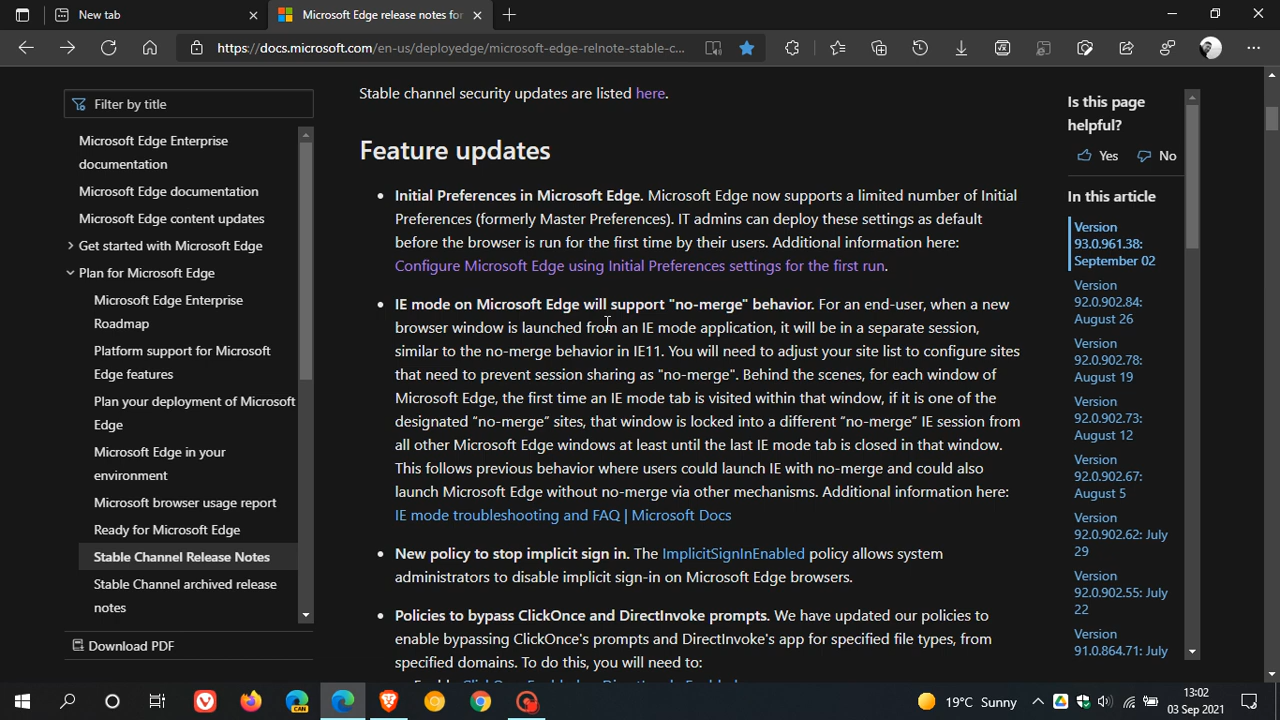 New tab
Microsoft Edge release notes for
https://docs.microsoft.com/en-us/deployedge/microsoft-edge-relnote-stable-c...
Filter by title
Microsoft Edge Enterprise
documentation
Microsoft Edge documentation
Microsoft Edge content updates
Get started with Microsoft Edge
Plan for Microsoft Edge
Microsoft Edge Enterprise
Roadmap
Platform support for Microsoft
Edge features
Plan your deployment of Microsoft
Edge
Microsoft Edge in your
environment
Microsoft browser usage report
Ready for Microsoft Edge
Stable Channel Release Notes
Stable Channel archived release
notes
Download PDF
Stable channel security updates are listed here.
Feature updates
Initial Preferences in Microsoft Edge. Microsoft Edge now supports a limited number of Initial
Preferences (formerly Master Preferences). IT admins can deploy these settings as default
before the browser is run for the first time by their users. Additional information here:
Configure Microsoft Edge using Initial Preferences settings for the first run.
IE mode on Microsoft Edge will support "no-merge" behavior. For an end-user, when a new
browser window is launched from an IE mode application, it will be in a separate session,
similar to the no-merge behavior in IE11. You will need to adjust your site list to configure sites
that need to prevent session sharing as "no-merge". Behind the scenes, for each window of
Microsoft Edge, the first time an IE mode tab is visited within that window, if it is one of the
designated “no-merge” sites, that window is locked into a different “no-merge” IE session from
all other Microsoft Edge windows at least until the last IE mode tab is closed in that window.
This follows previous behavior where users could launch IE with no-merge and could also
launch Microsoft Edge without no-merge via other mechanisms. Additional information here:
IE mode troubleshooting and FAQ | Microsoft Docs
New policy to stop implicit sign in. The ImplicitSignInEnabled policy allows system
administrators to disable implicit sign-in on Microsoft Edge browsers.
Policies to bypass ClickOnce and DirectInvoke prompts. We have updated our policies to
enable bypassing ClickOnce's prompts and DirectInvoke's app for specified file types, from
specified domains. To do this, you will need to:
Is this page
helpful?
Yes
No
In this article
Version
93.0.961.38:
September 02
Version
92.0.902.84:
August 26
Version
92.0.902.78:
August 19
Version
92.0.902.73:
August 12
Version
92.0.902.67:
August 5
Version
92.0.902.62: July
29
Version
92.0.902.55: July
22
Version
91.0.864.71: July
CAN
19°C Sunny
13:02
03 Sep 2021